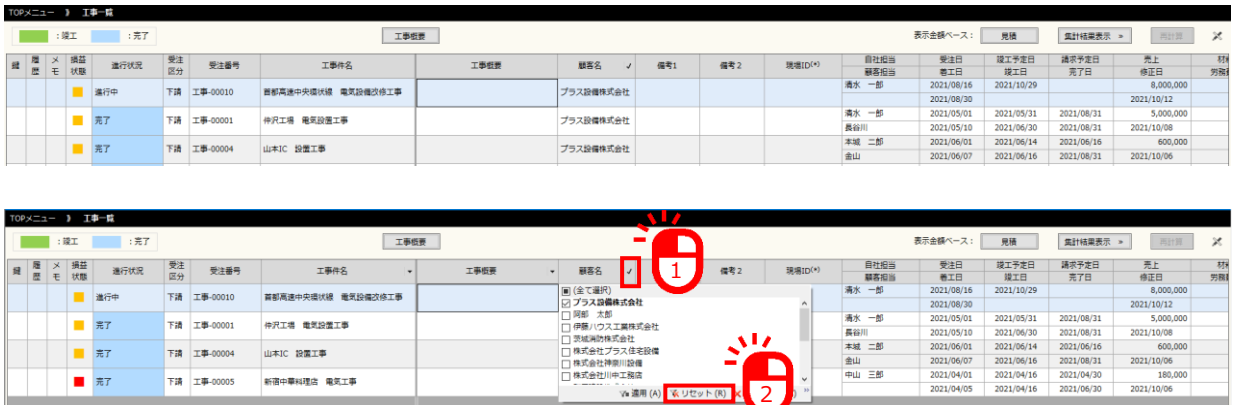 TOPメニュー 》 工事一覧
：竣工 ：完了 工事概要 表示金額ベース： 見積 集計結果表示 » 再計算
鍵 履歴 メモ 損益状態 進行状況 受注区分 受注番号 工事件名 工事概要 顧客名 ✓ 備考1 備考2 現場ID(*) 自社担当 受注日 竣工予定日 請求予定日 売上
顧客担当 着工日 竣工日 完了日 修正日
進行中 下請 工事-00010 首都高速中央環状線 電気設備改修工事 プラス設備株式会社 清水 一郎 2021/08/16 2021/10/29 8,000,000
2021/08/30 2021/10/12
完了 下請 工事-00001 仲沢工場 電気設置工事 プラス設備株式会社 清水 一郎 2021/05/01 2021/05/31 2021/08/31 5,000,000
長谷川 2021/05/10 2021/06/30 2021/08/31 2021/10/08
完了 下請 工事-00004 山本IC 設置工事 プラス設備株式会社 本城 二郎 2021/06/01 2021/06/14 2021/06/16 600,000
金山 2021/06/07 2021/06/16 2021/08/31 2021/10/06
TOPメニュー 》 工事一覧
：竣工 ：完了 工事概要 表示金額ベース： 見積 集計結果表示 » 再計算
鍵 履歴 メモ 損益状態 進行状況 受注区分 受注番号 工事件名 工事概要 顧客名 ✓ 1 備考2 現場ID(*) 自社担当 受注日 竣工予定日 請求予定日 売上
顧客担当 着工日 竣工日 完了日 修正日
進行中 下請 工事-00010 首都高速中央環状線 電気設備改修工事 清水 一郎 2021/08/16 2021/10/29 8,000,000
2021/08/30 2021/10/12
完了 下請 工事-00001 仲沢工場 電気設置工事 清水 一郎 2021/05/01 2021/05/31 2021/08/31 5,000,000
長谷川 2021/05/10 2021/06/30 2021/08/31 2021/10/08
完了 下請 工事-00004 山本IC 設置工事 本城 二郎 2021/06/01 2021/06/14 2021/06/16 600,000
金山 2021/06/07 2021/06/16 2021/08/31 2021/10/06
完了 下請 工事-00005 新宿中華料理店 電気工事 中山 三郎 2021/04/01 2021/04/16 2021/04/30 180,000
2021/04/05 2021/04/16 2021/06/30 2021/10/06
(全て選択)
プラス設備株式会社
阿部 太郎
伊藤ハウス工業株式会社
茨城消防株式会社
株式会社プラス住宅設備
株式会社神奈川設備
株式会社川中工務店
適用 (A) リセット (R) 2